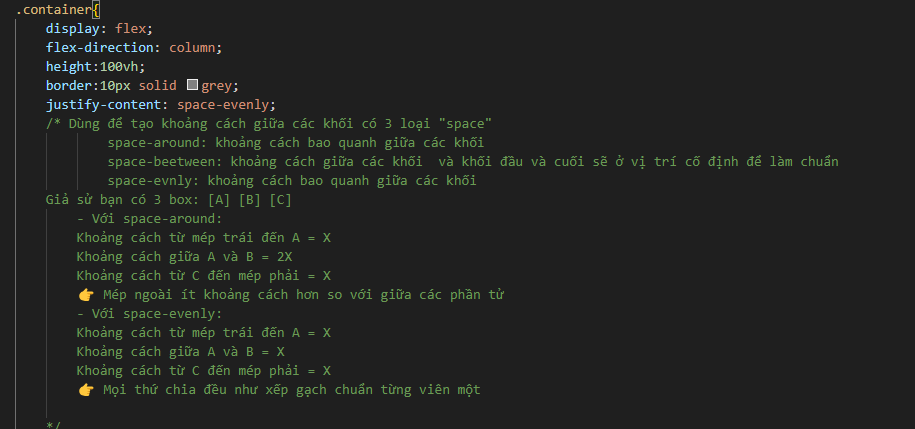 .container{
display: flex;
flex-direction: column;
height:100vh;
border:10px solid grey;
justify-content: space-evenly;
/* Dùng để tạo khoảng cách giữa các khối có 3 loại "space"
space-around: khoảng cách bao quanh giữa các khối
space-beetween: khoảng cách giữa các khối  và khối đầu và cuối sẽ ở vị trí cố định để làm chuẩn
space-evnly: khoảng cách bao quanh giữa các khối
Giả sử bạn có 3 box: [A] [B] [C]
- Với space-around:
Khoảng cách từ mép trái đến A = X
Khoảng cách giữa A và B = 2X
Khoảng cách từ C đến mép phải = X
👉 Mép ngoài ít khoảng cách hơn so với giữa các phần tử
- Với space-evenly:
Khoảng cách từ mép trái đến A = X
Khoảng cách giữa A và B = X
Khoảng cách từ C đến mép phải = X
👉 Mọi thứ chia đều như xếp gạch chuẩn từng viên một
*/